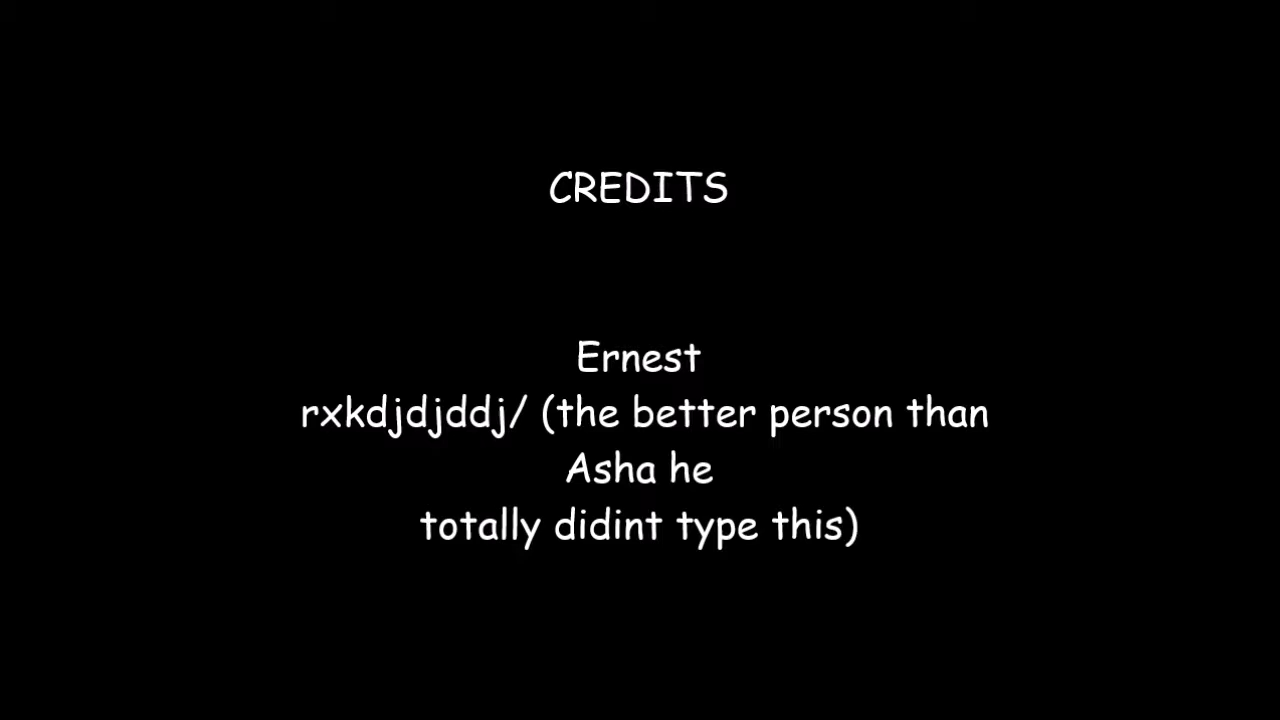 CREDITS
Ernest
rxkdjdjddj/ (the better person than
Asha he
totally didint type this)